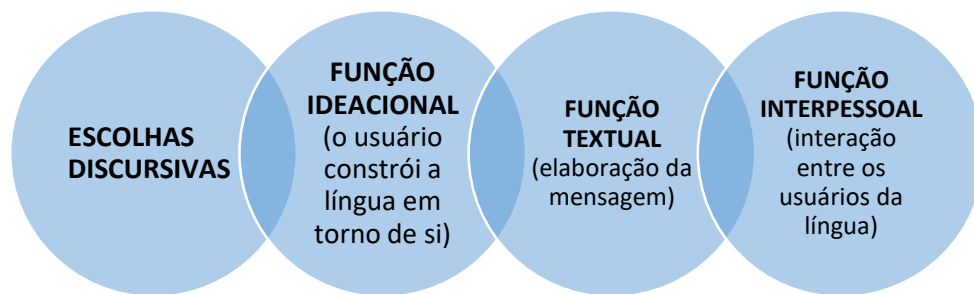 ESCOLHAS
DISCURSIVAS
FUNÇÃO
IDEACIONAL
(o usuário
constrói a
língua em
torno de si)
FUNÇÃO
TEXTUAL
(elaboração da
mensagem)
FUNÇÃO
INTERPESSOAL
(interação
entre os
usuários da
língua)